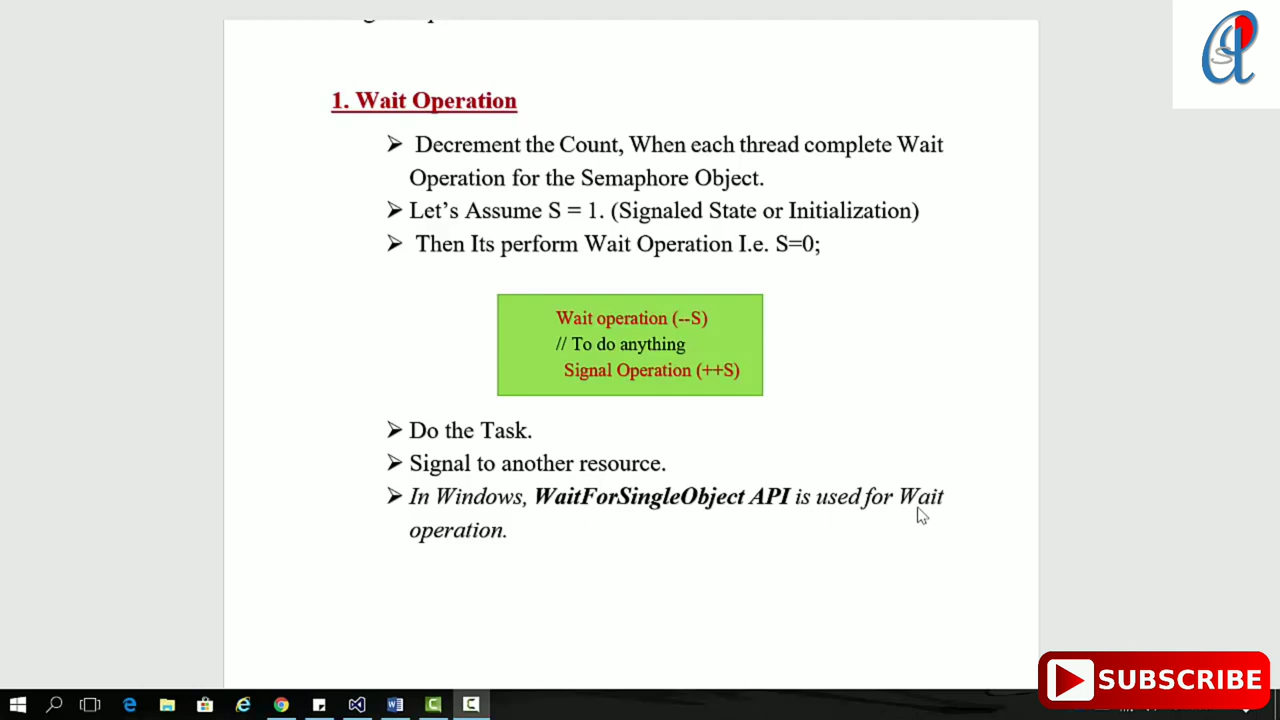 1. Wait Operation
➤ Decrement the Count, When each thread complete Wait
Operation for the Semaphore Object.
➤ Let's Assume S = 1. (Signaled State or Initialization)
➤ Then Its perform Wait Operation I.e. S=0;
Wait operation (--S)
// To do anything
Signal Operation (++S)
➤ Do the Task.
➤ Signal to another resource.
➤ In Windows, WaitForSingleObject API is used for Wait
operation.
SUBSCRIBE